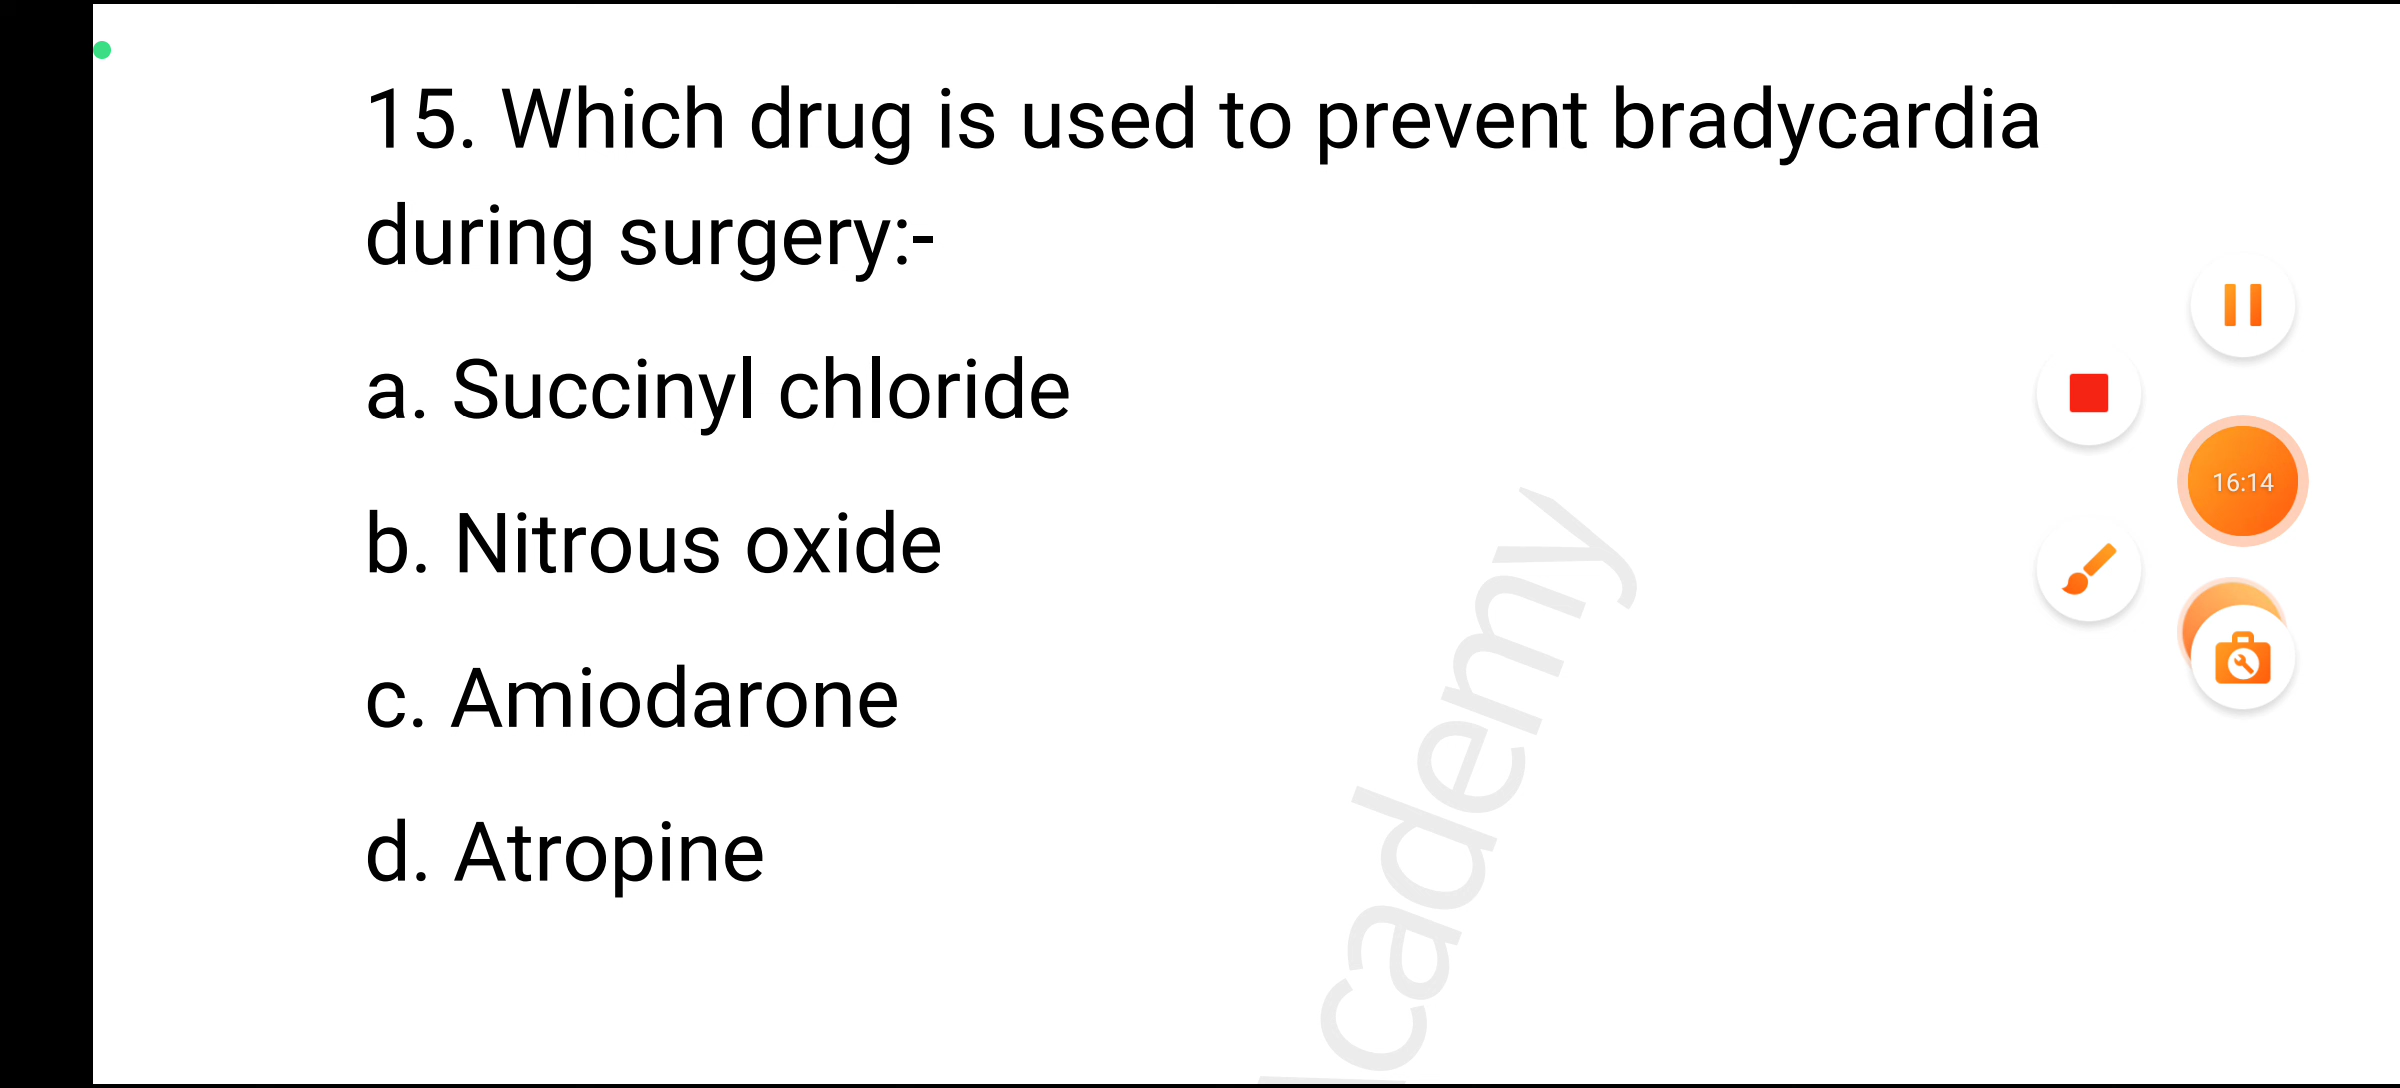 15. Which drug is used to prevent bradycardia
during surgery:-
a. Succinyl chloride
b. Nitrous oxide
c. Amiodarone
d. Atropine
16:14